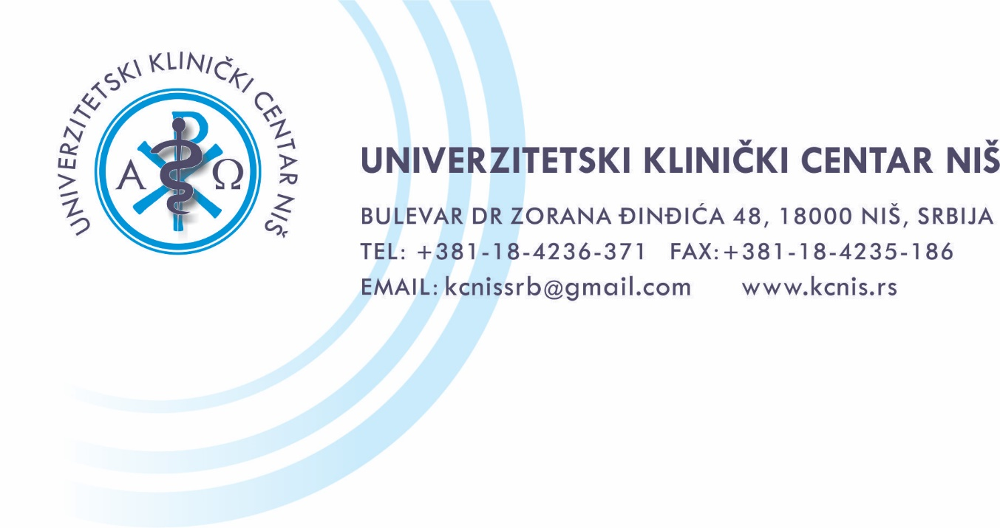 UNIVERZITETSKI KLINIČKI CENTAR NIŠ
Α Ω
UNIVERZITETSKI KLINIČKI CENTAR NIŠ
BULEVAR DR ZORANA ĐINĐIĆA 48, 18000 NIŠ, SRBIJA
TEL: +381-18-4236-371 FAX:+381-18-4235-186
EMAIL: kcnissrb@gmail.com www.kcnis.rs